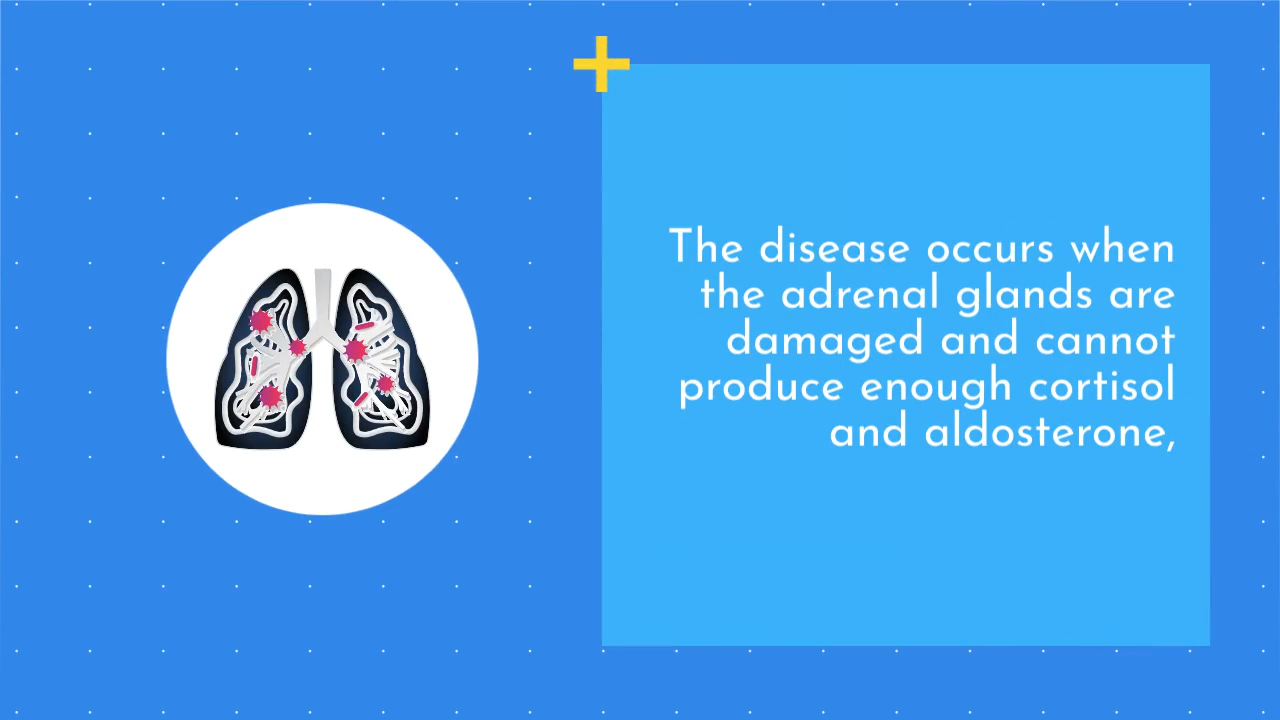 The disease occurs when
the adrenal glands are
damaged and cannot
produce enough cortisol
and aldosterone,